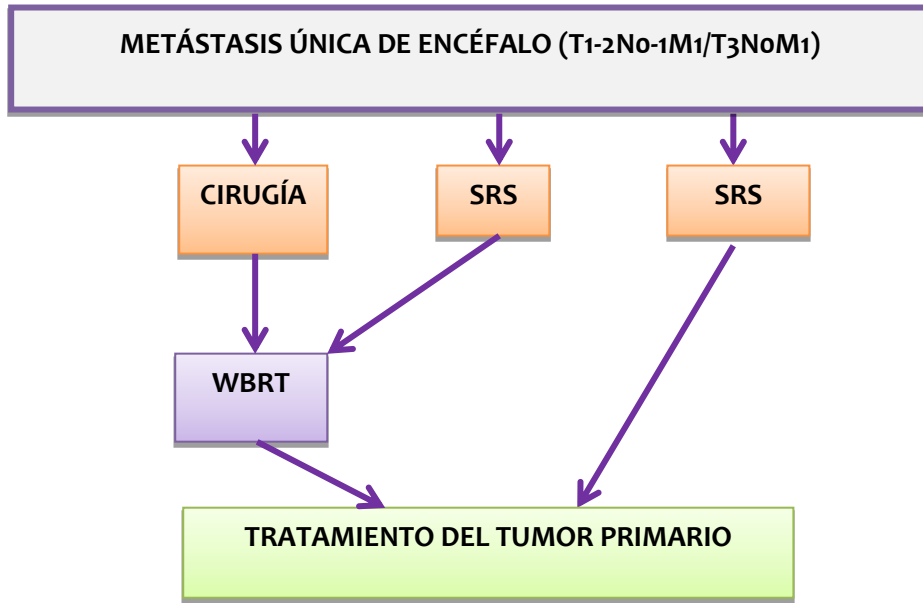 METÁSTASIS ÚNICA DE ENCÉFALO (T1-2N0-1M1/T3N0M1)
CIRUGÍA
SRS
SRS
WBRT
TRATAMIENTO DEL TUMOR PRIMARIO